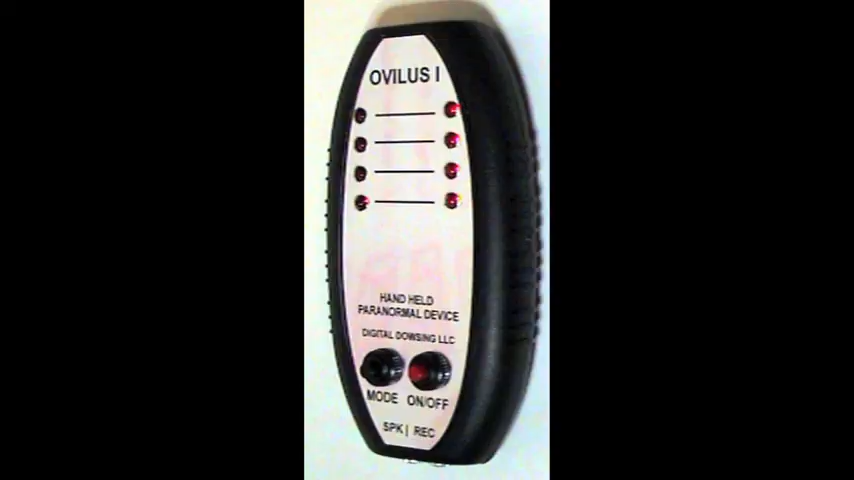 OVILUS I
HAND HELD
PARANORMAL DEVICE
DIGITAL DOWSING LLC
MODE ON/OFF
SPK | REC